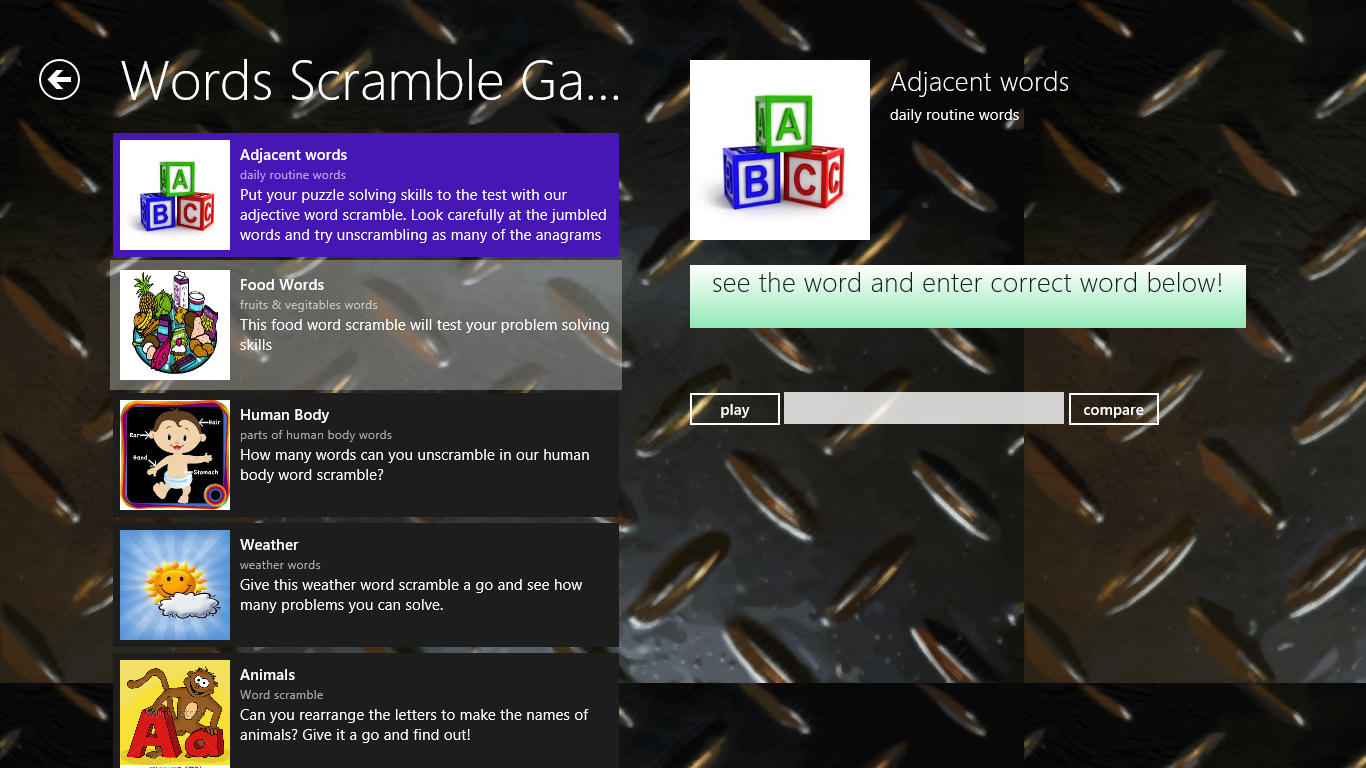 Words Scramble Ga...
Adjacent words
daily routine words
Put your puzzle solving skills to the test with our
adjective word scramble. Look carefully at the jumbled
words and try unscrambling as many of the anagrams
Food Words
fruits & vegitables words
This food word scramble will test your problem solving
skills
Human Body
parts of human body words
How many words can you unscramble in our human
body word scramble?
Ear
Hair
Hand
Stomach
Weather
weather words
Give this weather word scramble a go and see how
many problems you can solve.
Animals
Word scramble
Can you rearrange the letters to make the names of
animals? Give it a go and find out!
A a
A
B C C
A A
B C C
Adjacent words
daily routine words
see the word and enter correct word below!
play
compare